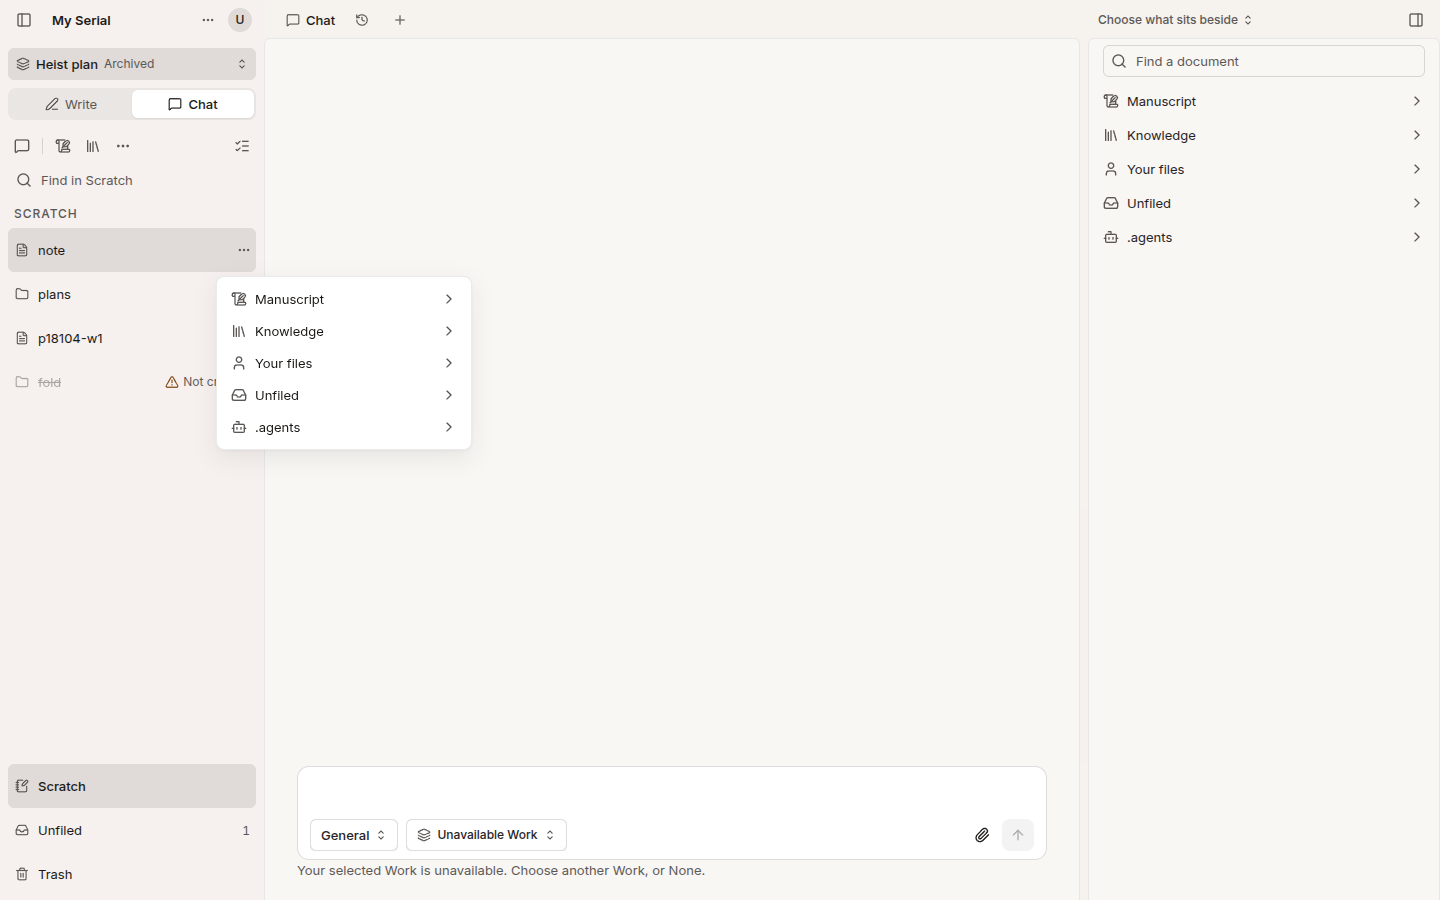 My Serial
U
Heist plan Archived
Write
Chat
Find in Scratch
SCRATCH
note
plans
p18104-w1
fold
Not cr
Scratch
Unfiled 1
Trash
Chat
Manuscript
Knowledge
Your files
Unfiled
.agents
General
Unavailable Work
Your selected Work is unavailable. Choose another Work, or None.
Choose what sits beside
Find a document
Manuscript
Knowledge
Your files
Unfiled
.agents